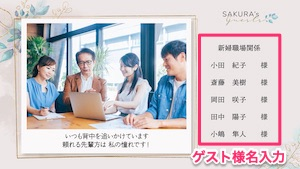 SAKURA's
新婦職場関係
小田 紀子 様
斎藤 美樹 様
岡田 咲子 様
田中 陽子 様
小嶋 隼人 様
いつも背中を追いかけています
頼れる先輩方は 私の憧れです!
ゲスト様名入力